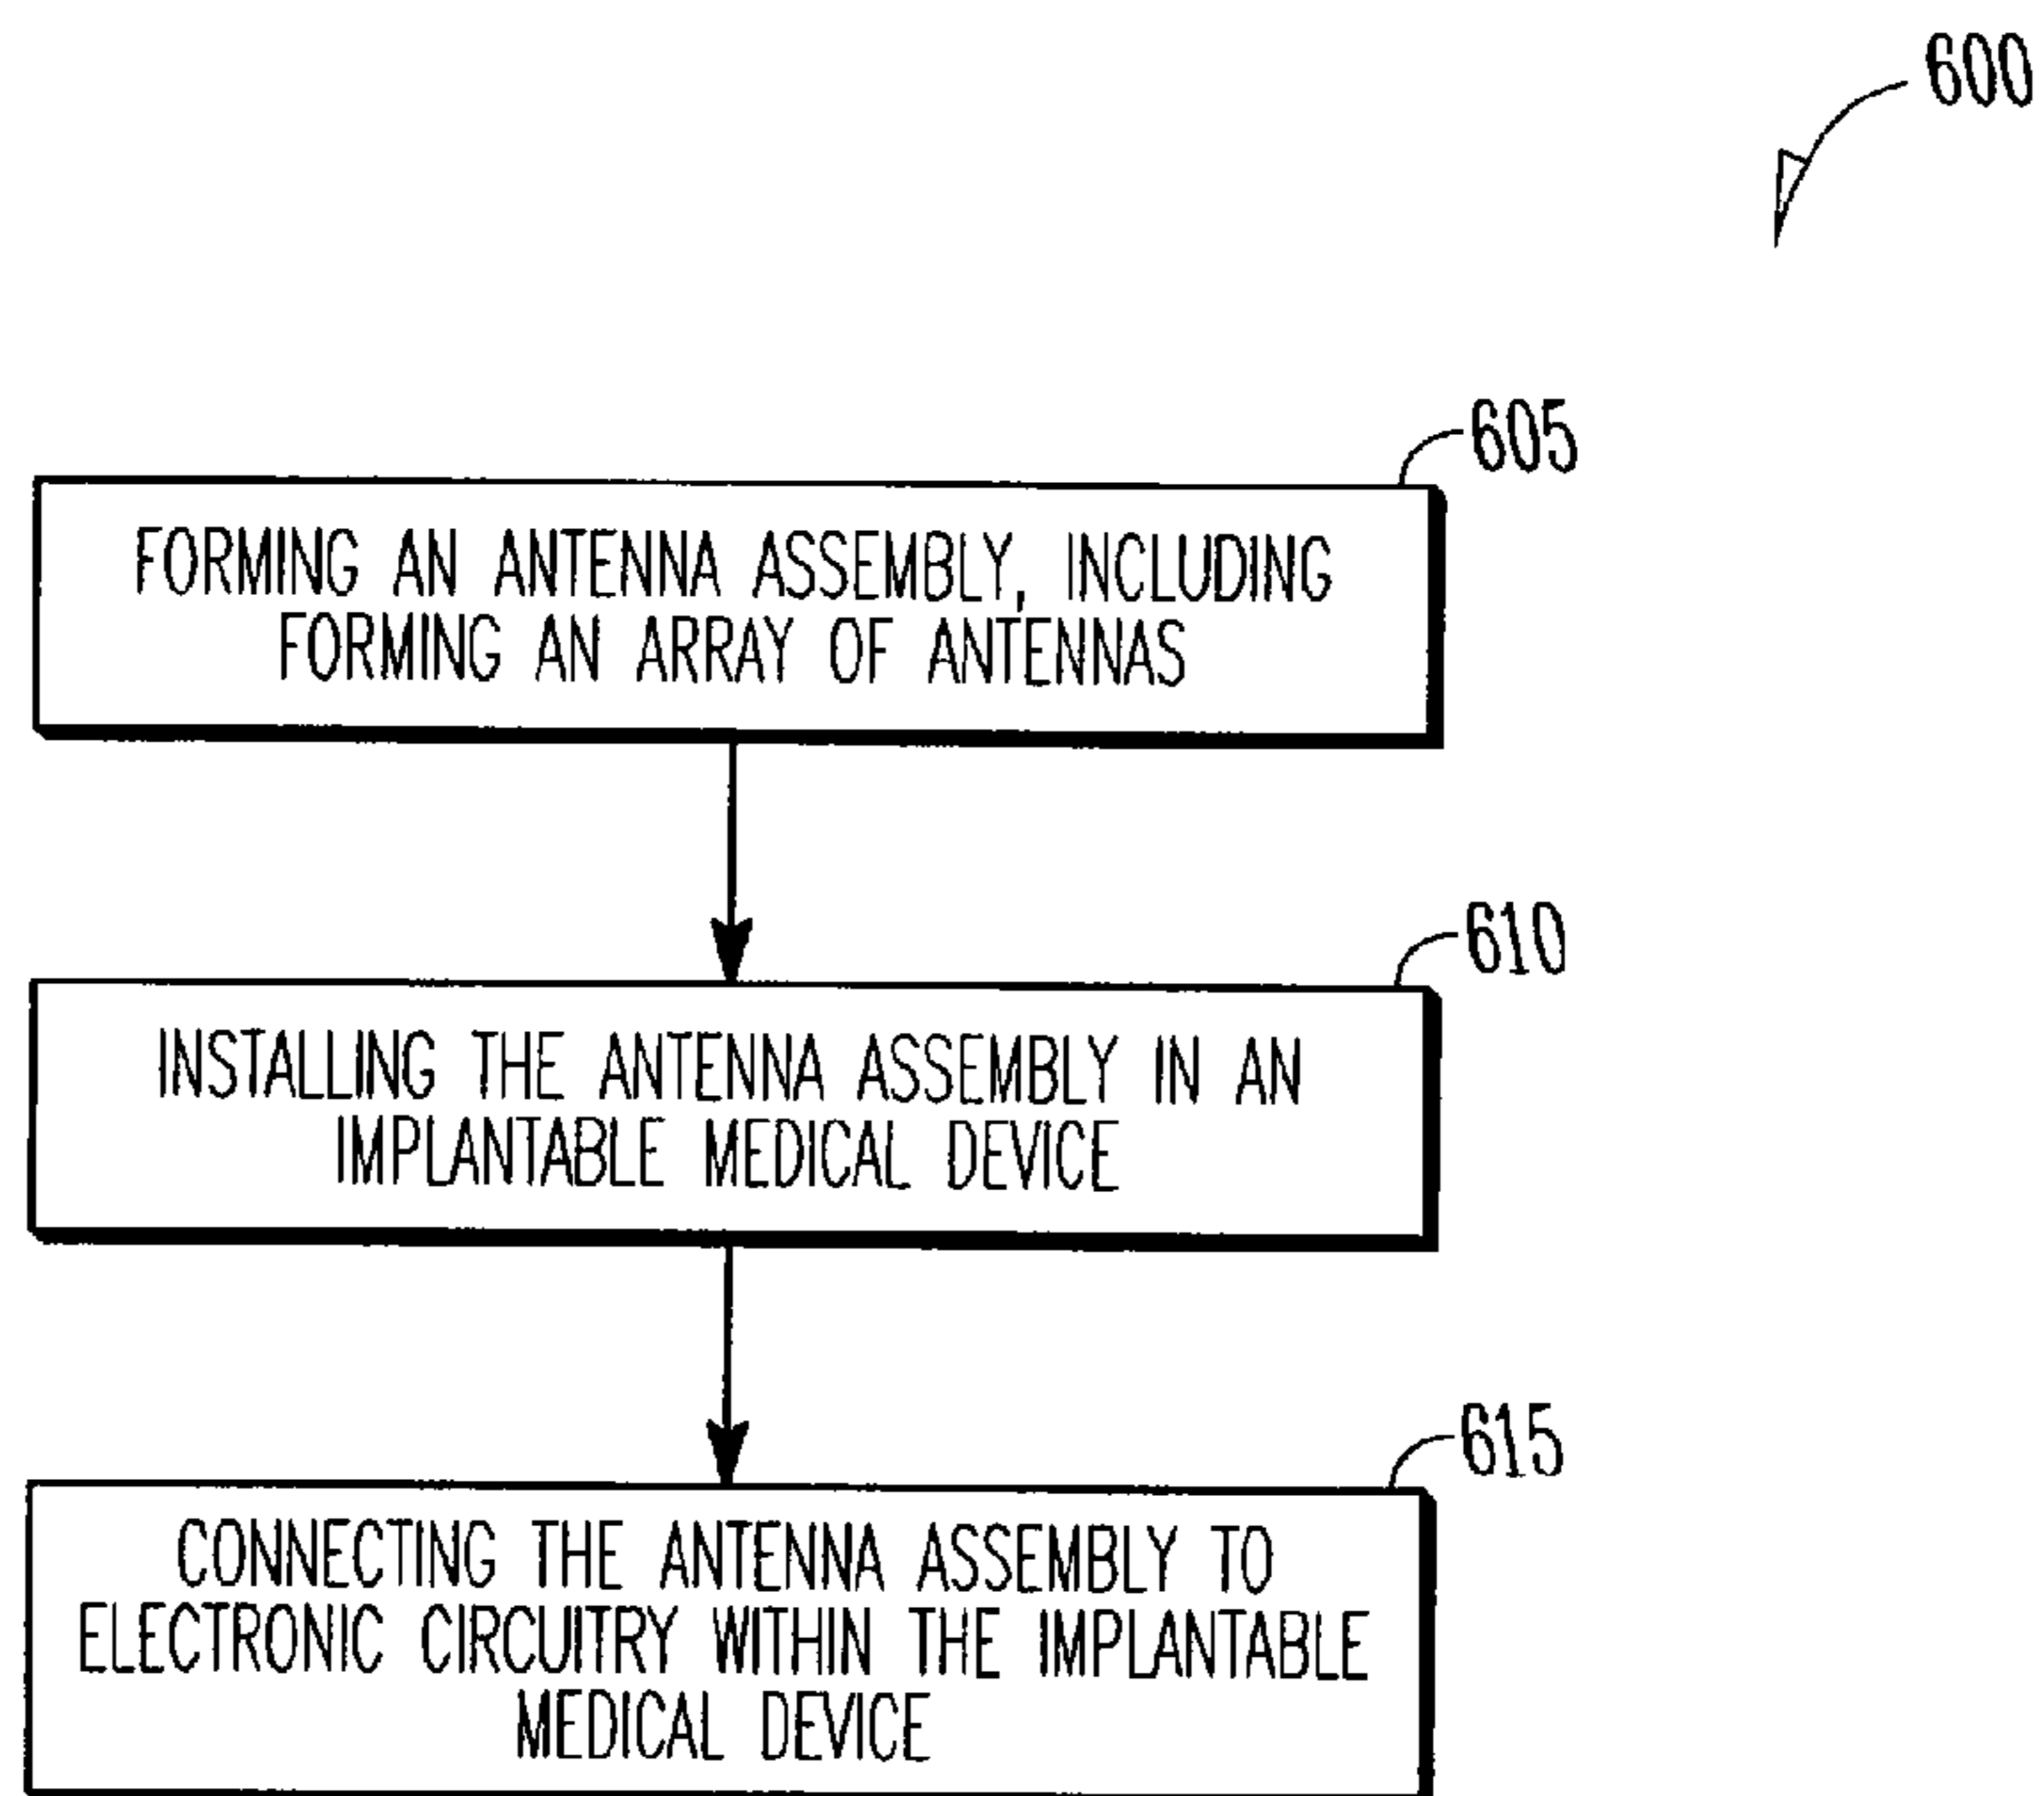 600
605
FORMING AN ANTENNA ASSEMBLY, INCLUDING
FORMING AN ARRAY OF ANTENNAS
610
INSTALLING THE ANTENNA ASSEMBLY IN AN
IMPLANTABLE MEDICAL DEVICE
615
CONNECTING THE ANTENNA ASSEMBLY TO
ELECTRONIC CIRCUITRY WITHIN THE IMPLANTABLE
MEDICAL DEVICE